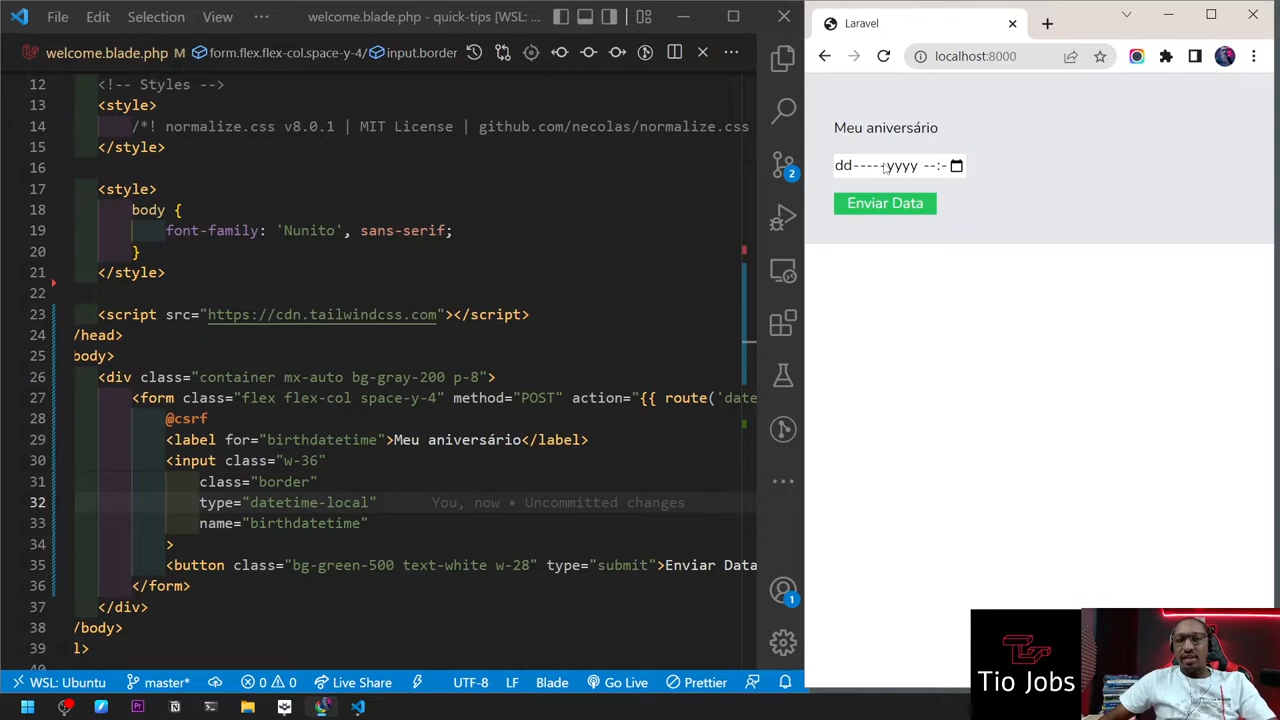 File Edit Selection View ··· welcome.blade.php - quick-tips [WSL: ...
welcome.blade.php M form.flex.flex-col.space-y-4/ input.border
12 <!-- Styles -->
13 <style>
14 /*! normalize.css v8.0.1 | MIT License | github.com/necolas/normalize.css
15 </style>
16
17 <style>
18 body {
19 font-family: 'Nunito', sans-serif;
20 }
21 </style>
22
23 <script src="https://cdn.tailwindcss.com"></script>
24 /head>
25 body>
26 <div class="container mx-auto bg-gray-200 p-8">
27 <form class="flex flex-col space-y-4" method="POST" action="{{ route('date
28 @csrf
29 <label for="birthdatetime">Meu aniversário</label>
30 <input class="w-36"
31 class="border"
32 type="datetime-local" You, now • Uncommitted changes
33 name="birthdatetime"
34 >
35 <button class="bg-green-500 text-white w-28" type="submit">Enviar Data
36 </form>
37 </div>
38 /body>
39 l>
40
2
1
WSL: Ubuntu master* 0 0 Live Share UTF-8 LF Blade Go Live Prettier
Laravel
localhost:8000
Meu aniversário
dd-----yyyy --:-
Enviar Data
Tio Jobs